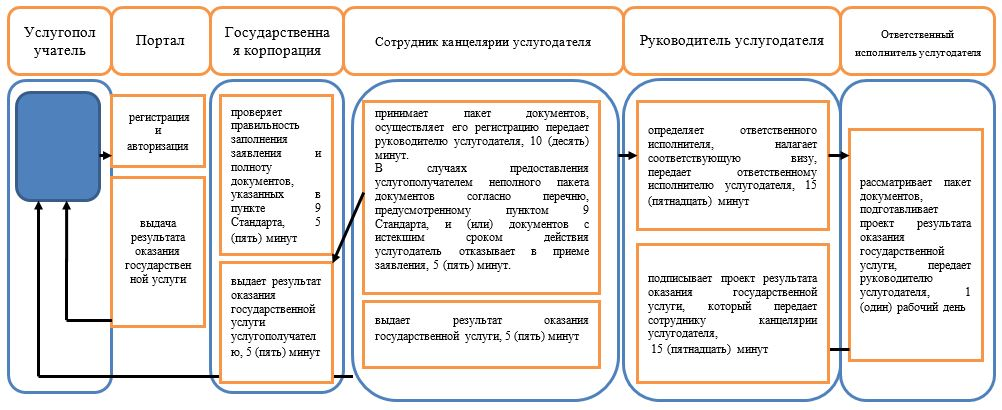 Услугопол
учатель
Портал
Государственна
я корпорация
Сотрудник канцелярии услугодателя
Руководитель услугодателя
Ответственный
исполнитель услугодателя
регистрация
и
авторизация
выдача
результата
оказания
государствен
ной услуги
проверяет
правильность
заполнения
заявления и
полноту
документов,
указанных в
пункте 9
Стандарта, 5
(пять) минут
выдает результат
оказания
государственной
услуги
услугополучател
ю, 5 (пять) минут
принимает пакет документов,
осуществляет его регистрацию передает
руководителю услугодателя, 10 (десять)
минут.
В случаях предоставления
услугополучателем неполного пакета
документов согласно перечню,
предусмотренному пунктом 9
Стандарта, и (или) документов с
истекшим сроком действия
услугодатель отказывает в приеме
заявления, 5 (пять) минут.
выдает результат оказания
государственной услуги, 5 (пять) минут
определяет ответственного
исполнителя, налагает
соответствующую визу,
передает ответственному
исполнителю услугодателя, 15
(пятнадцать) минут
подписывает проект результата
оказания государственной
услуги, который передает
сотруднику канцелярии
услугодателя,
15 (пятнадцать) минут
рассматривает пакет
документов,
подготавливает
проект результата
оказания
государственной
услуги, передает
руководителю
услугодателя, 1
(один) рабочий день